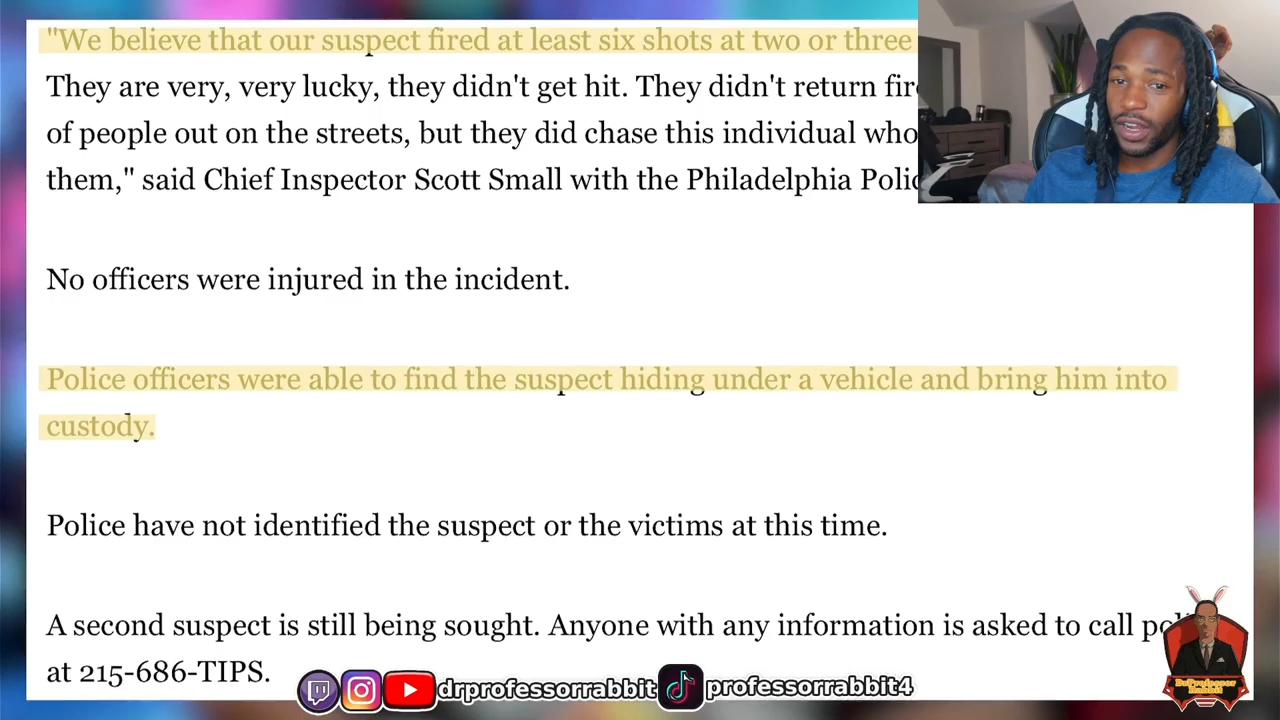 "We believe that our suspect fired at least six shots at two or three
They are very, very lucky, they didn't get hit. They didn't return
of people out on the streets, but they did chase this individual who
them," said Chief Inspector Scott Small with the Philadelphia
No officers were injured in the incident.
Police officers were able to find the suspect hiding under a vehicle and bring him into
custody.
Police have not identified the suspect or the victims at this time.
A second suspect is still being sought. Anyone with any information is asked to call
at 215-686-TIPS.
drprofessorrabbit professorrabbit4
DrProfessor
Rabbit